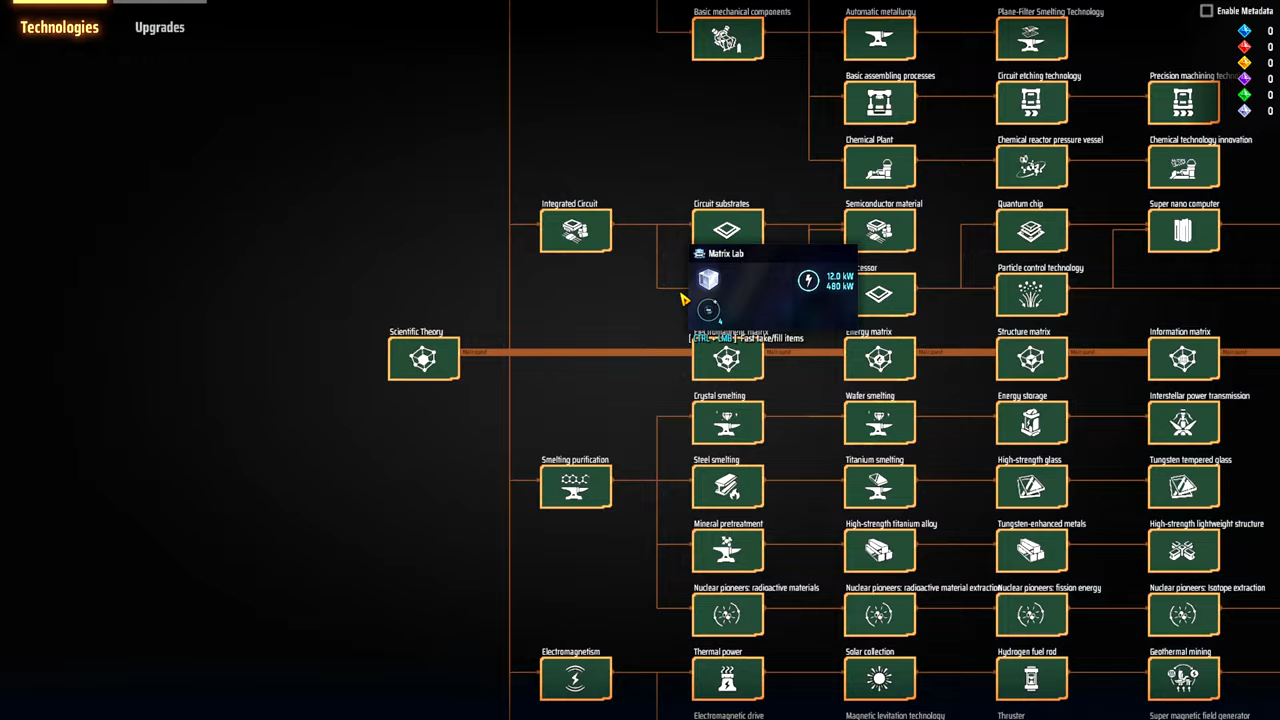 Technologies
Upgrades
Enable Metadata
0
0
0
0
0
0
Basic mechanical components
Automatic metallurgy
Plane-Filter Smelting Technology
Basic assembling processes
Circuit etching technology
Precision machining
Chemical Plant
Chemical reactor pressure vessel
Chemical technology innovation
Integrated Circuit
Circuit substrates
Semiconductor material
Quantum chip
Super nano computer
Matrix Lab
12.0 kW
480 kW
4
[ CTRL + LMB ] Fast take/fill items
Particle control technology
Scientific Theory
Energy matrix
Structure matrix
Information matrix
Crystal smelting
Wafer smelting
Energy storage
Interstellar power transmission
Smelting purification
Steel smelting
Titanium smelting
High-strength glass
Tungsten tempered glass
Mineral pretreatment
High-strength titanium alloy
Tungsten-enhanced metals
High-strength lightweight structure
Nuclear pioneers: radioactive materials
Nuclear pioneers: radioactive material extraction
Nuclear pioneers: fission energy
Nuclear pioneers: Isotope extraction
Electromagnetism
Thermal power
Solar collection
Hydrogen fuel rod
Geothermal mining
Electromagnetic drive
Magnetic levitation technology
Thruster
Super magnetic field generator